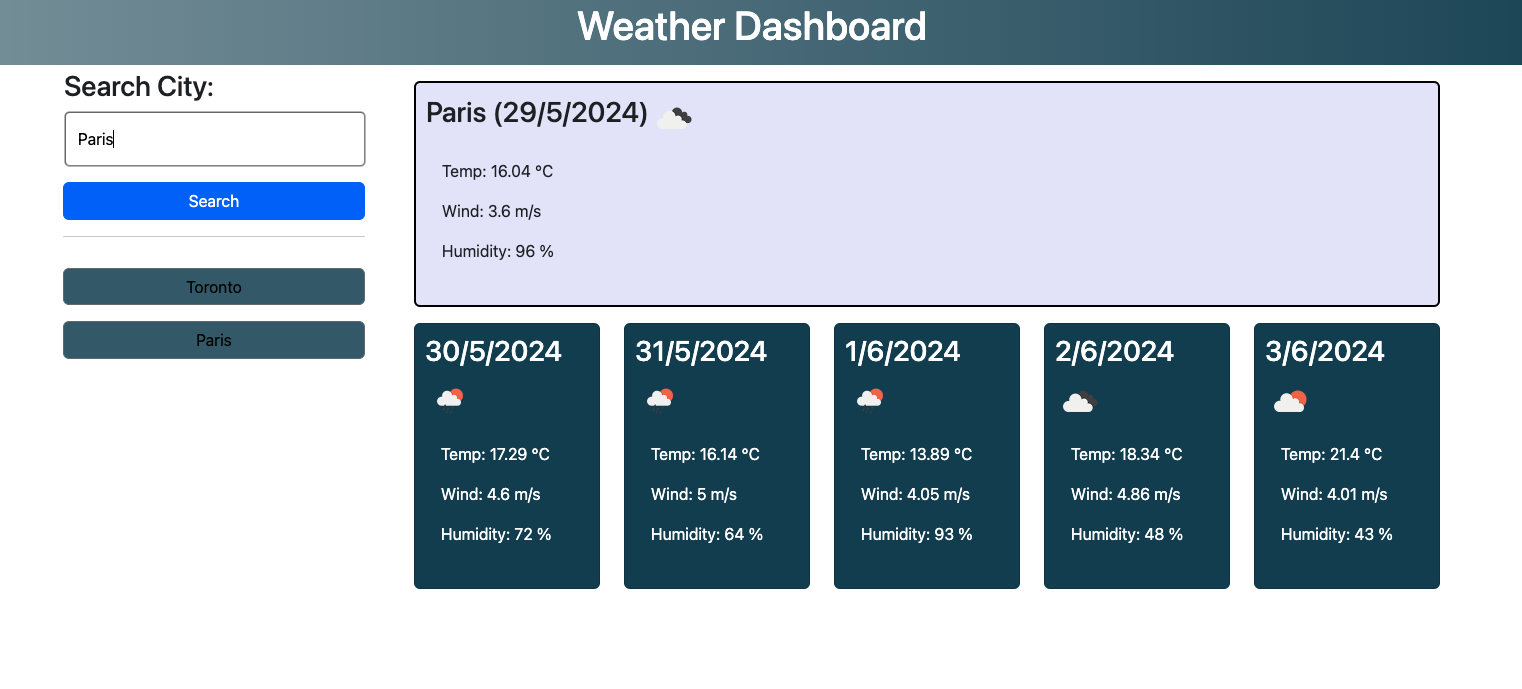 Weather Dashboard
Search City:
Paris
Search
Toronto
Paris
Paris (29/5/2024)
Temp: 16.04 °C
Wind: 3.6 m/s
Humidity: 96 %
30/5/2024
Temp: 17.29 °C
Wind: 4.6 m/s
Humidity: 72 %
31/5/2024
Temp: 16.14 °C
Wind: 5 m/s
Humidity: 64 %
1/6/2024
Temp: 13.89 °C
Wind: 4.05 m/s
Humidity: 93 %
2/6/2024
Temp: 18.34 °C
Wind: 4.86 m/s
Humidity: 48 %
3/6/2024
Temp: 21.4 °C
Wind: 4.01 m/s
Humidity: 43 %